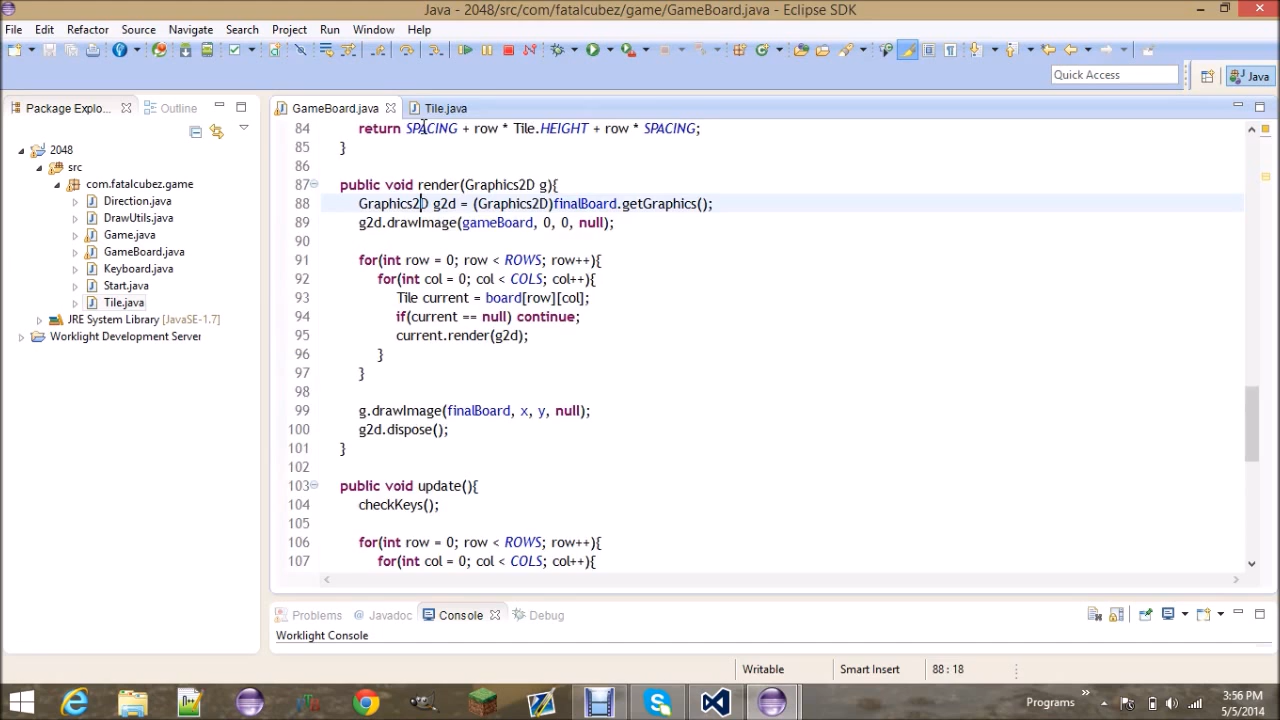 Java - 2048/src/com/fatalcubez/game/GameBoard.java - Eclipse SDK
File Edit Refactor Source Navigate Search Project Run Window Help
Quick Access
Java
Package Explo...
Outline
GameBoard.java
Tile.java
2048
src
com.fatalcubez.game
Direction.java
DrawUtils.java
Game.java
GameBoard.java
Keyboard.java
Start.java
Tile.java
JRE System Library [JavaSE-1.7]
Worklight Development Server
84 return SPACING + row * Tile.HEIGHT + row * SPACING;
85 }
86
87 public void render(Graphics2D g){
88 Graphics2D g2d = (Graphics2D)finalBoard.getGraphics();
89 g2d.drawImage(gameBoard, 0, 0, null);
90
91 for(int row = 0; row < ROWS; row++){
92 for(int col = 0; col < COLS; col++){
93 Tile current = board[row][col];
94 if(current == null) continue;
95 current.render(g2d);
96 }
97 }
98
99 g.drawImage(finalBoard, x, y, null);
100 g2d.dispose();
101 }
102
103 public void update(){
104 checkKeys();
105
106 for(int row = 0; row < ROWS; row++){
107 for(int col = 0; col < COLS; col++){
Problems Javadoc Console Debug
Worklight Console
Writable Smart Insert 88 : 18
Programs
3:56 PM
5/5/2014